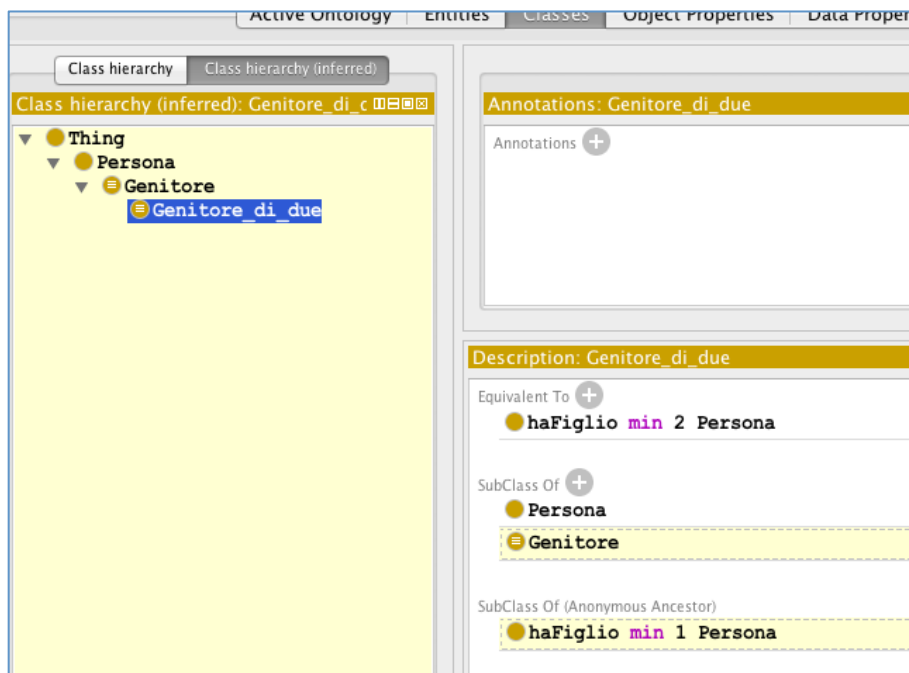 Active Ontology Entities Classes Object Properties Data Proper
Class hierarchy Class hierarchy (inferred)
Class hierarchy (inferred): Genitore_di_d
Thing
Persona
Genitore
Genitore_di_due
Annotations: Genitore_di_due
Annotations
Description: Genitore_di_due
Equivalent To
haFiglio min 2 Persona
SubClass Of
Persona
Genitore
SubClass Of (Anonymous Ancestor)
haFiglio min 1 Persona